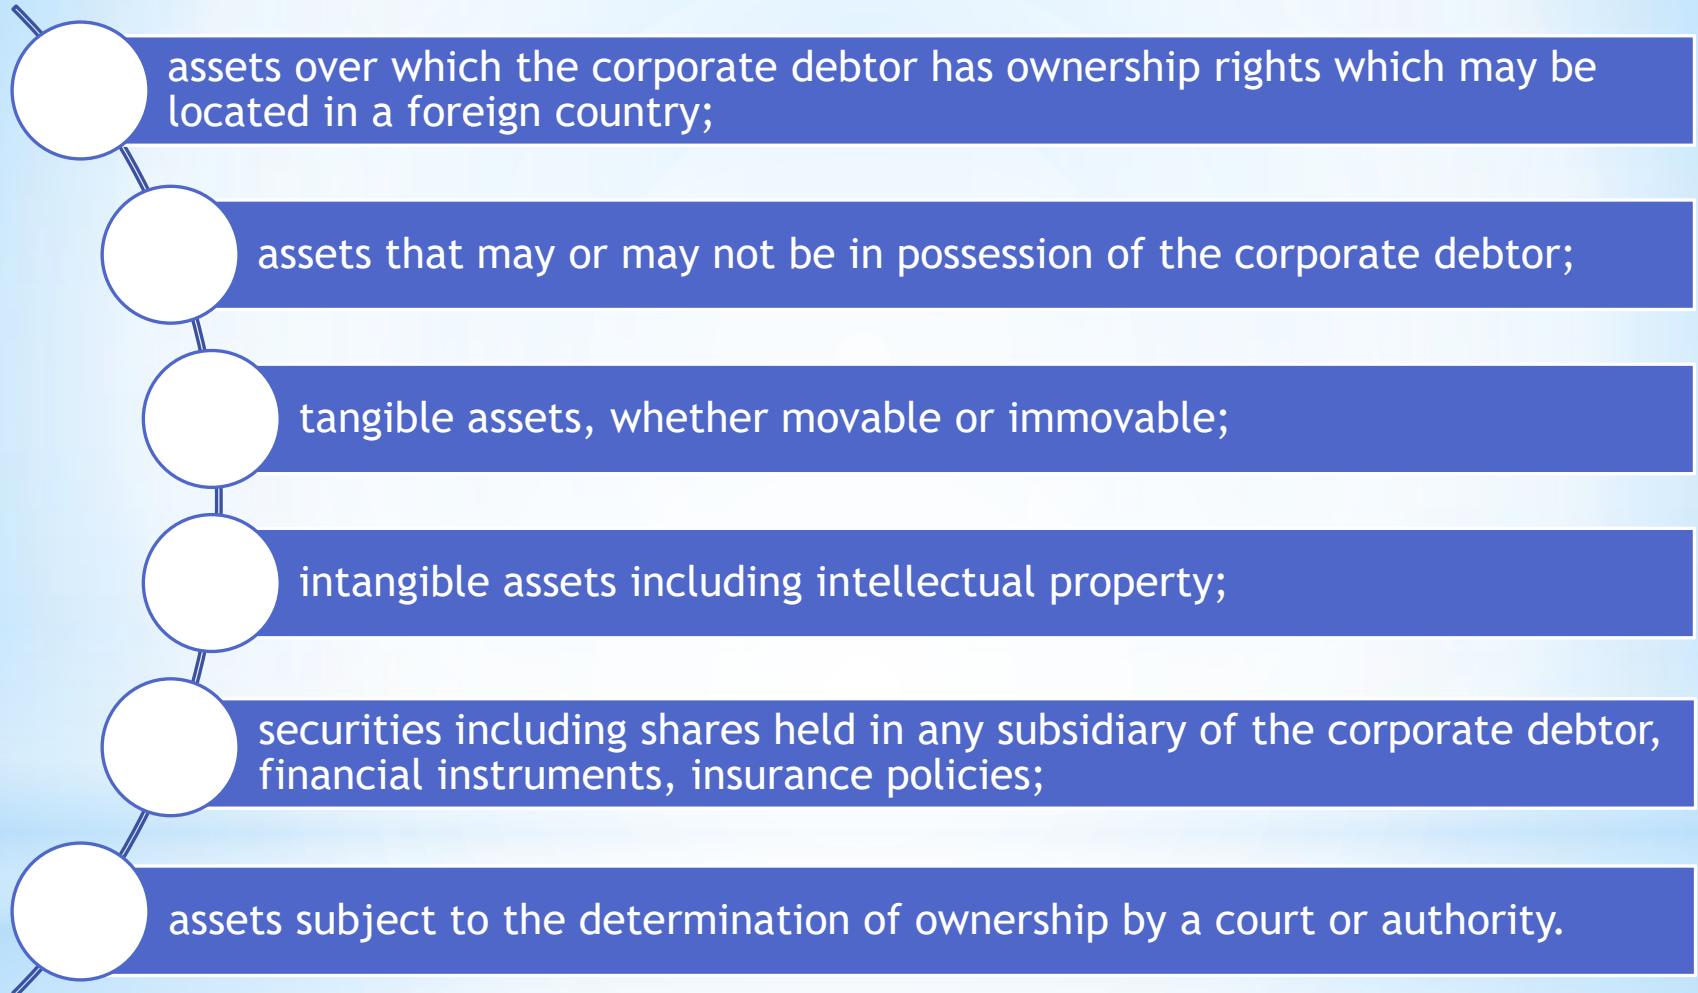 assets over which the corporate debtor has ownership rights which may be
located in a foreign country;
assets that may or may not be in possession of the corporate debtor;
tangible assets, whether movable or immovable;
intangible assets including intellectual property;
securities including shares held in any subsidiary of the corporate debtor,
financial instruments, insurance policies;
assets subject to the determination of ownership by a court or authority.